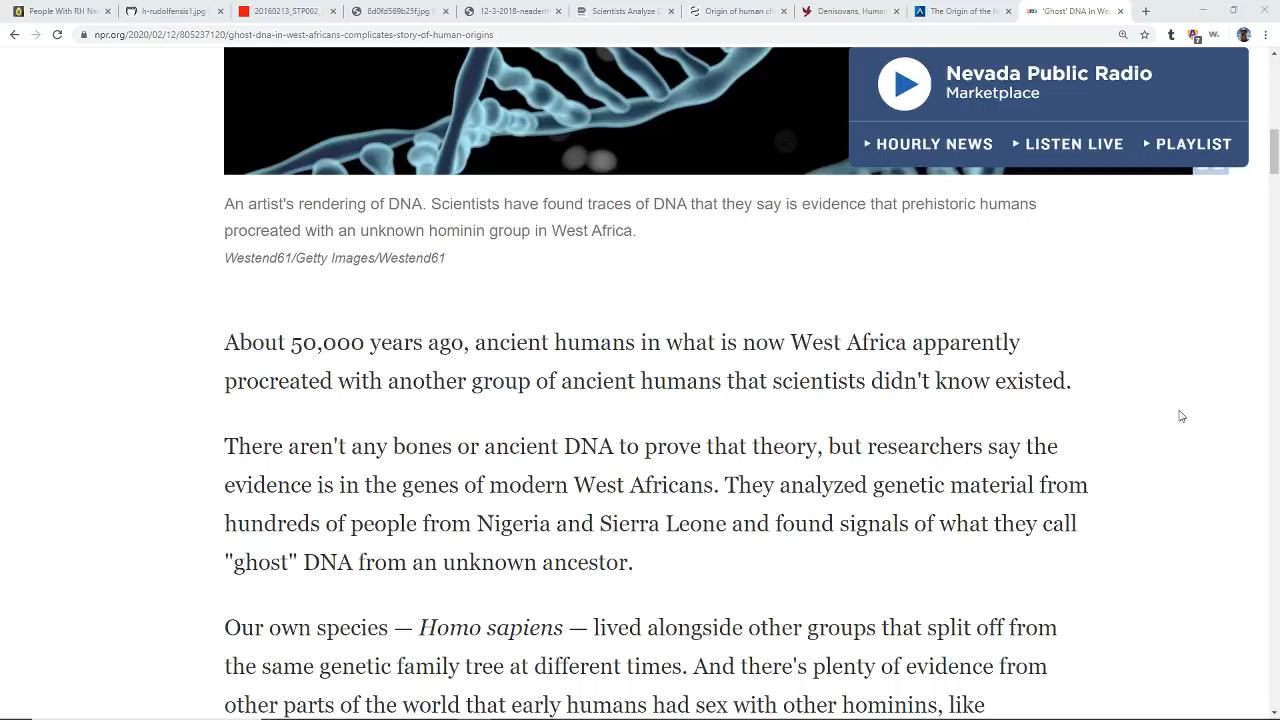 People With RH Ne
h-rudolfensis1.jpg
20160213_STP002_
8d0fd569b25f.jpg
12-3-2018-neadert
Scientists Analyze C
Origin of human ch
Denisovans, Human
The Origin of the H
'Ghost' DNA In We
npr.org/2020/02/12/805237120/ghost-dna-in-west-africans-complicates-story-of-human-origins
Nevada Public Radio
Marketplace
HOURLY NEWS
LISTEN LIVE
PLAYLIST
An artist's rendering of DNA. Scientists have found traces of DNA that they say is evidence that prehistoric humans
procreated with an unknown hominin group in West Africa.
Westend61/Getty Images/Westend61
About 50,000 years ago, ancient humans in what is now West Africa apparently
procreated with another group of ancient humans that scientists didn't know existed.
There aren't any bones or ancient DNA to prove that theory, but researchers say the
evidence is in the genes of modern West Africans. They analyzed genetic material from
hundreds of people from Nigeria and Sierra Leone and found signals of what they call
"ghost" DNA from an unknown ancestor.
Our own species — Homo sapiens — lived alongside other groups that split off from
the same genetic family tree at different times. And there's plenty of evidence from
other parts of the world that early humans had sex with other hominins, like